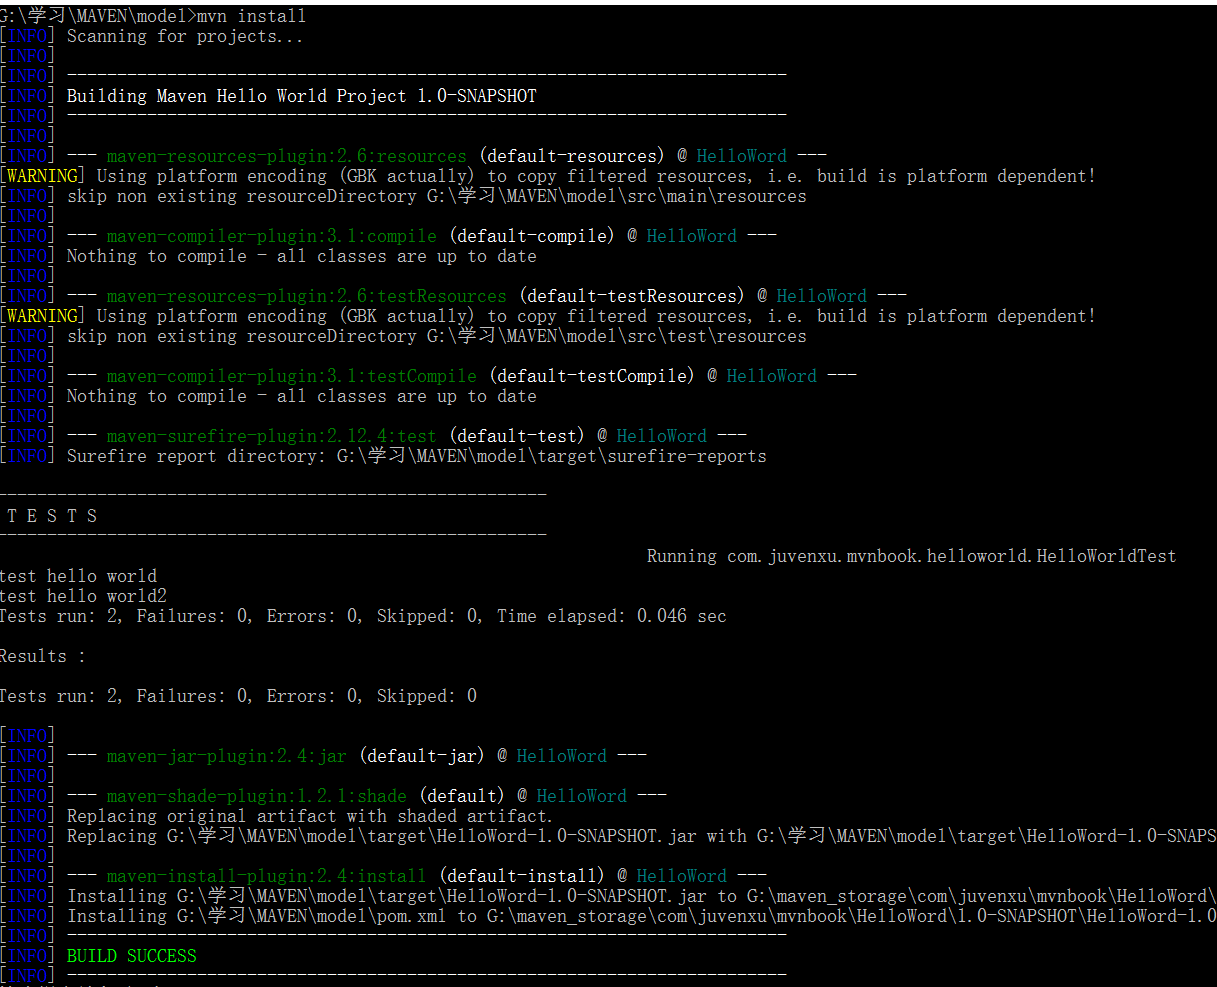 G:\学习\MAVEN\model>mvn install
[INFO] Scanning for projects...
[INFO]
[INFO] ------------------------------------------------------------------------
[INFO] Building Maven Hello World Project 1.0-SNAPSHOT
[INFO] ------------------------------------------------------------------------
[INFO]
[INFO] --- maven-resources-plugin:2.6:resources (default-resources) @ HelloWord ---
[WARNING] Using platform encoding (GBK actually) to copy filtered resources, i.e. build is platform dependent!
[INFO] skip non existing resourceDirectory G:\学习\MAVEN\model\src\main\resources
[INFO]
[INFO] --- maven-compiler-plugin:3.1:compile (default-compile) @ HelloWord ---
[INFO] Nothing to compile - all classes are up to date
[INFO]
[INFO] --- maven-resources-plugin:2.6:testResources (default-testResources) @ HelloWord ---
[WARNING] Using platform encoding (GBK actually) to copy filtered resources, i.e. build is platform dependent!
[INFO] skip non existing resourceDirectory G:\学习\MAVEN\model\src\test\resources
[INFO]
[INFO] --- maven-compiler-plugin:3.1:testCompile (default-testCompile) @ HelloWord ---
[INFO] Nothing to compile - all classes are up to date
[INFO]
[INFO] --- maven-surefire-plugin:2.12.4:test (default-test) @ HelloWord ---
[INFO] Surefire report directory: G:\学习\MAVEN\model\target\surefire-reports
-------------------------------------------------------
T E S T S
-------------------------------------------------------
Running com.juvenxu.mvnbook.helloworld.HelloWorldTest
test hello world
test hello world2
Tests run: 2, Failures: 0, Errors: 0, Skipped: 0, Time elapsed: 0.046 sec
Results :
Tests run: 2, Failures: 0, Errors: 0, Skipped: 0
[INFO]
[INFO] --- maven-jar-plugin:2.4:jar (default-jar) @ HelloWord ---
[INFO]
[INFO] --- maven-shade-plugin:1.2.1:shade (default) @ HelloWord ---
[INFO] Replacing original artifact with shaded artifact.
[INFO] Replacing G:\学习\MAVEN\model\target\HelloWord-1.0-SNAPSHOT.jar with G:\学习\MAVEN\model\target\HelloWord-1.0-SNAPS
[INFO]
[INFO] --- maven-install-plugin:2.4:install (default-install) @ HelloWord ---
[INFO] Installing G:\学习\MAVEN\model\target\HelloWord-1.0-SNAPSHOT.jar to G:\maven_storage\com\juvenxu\mvnbook\HelloWord\
[INFO] Installing G:\学习\MAVEN\model\pom.xml to G:\maven_storage\com\juvenxu\mvnbook\HelloWord\1.0-SNAPSHOT\HelloWord-1.0
[INFO] ------------------------------------------------------------------------
[INFO] BUILD SUCCESS
[INFO] ------------------------------------------------------------------------